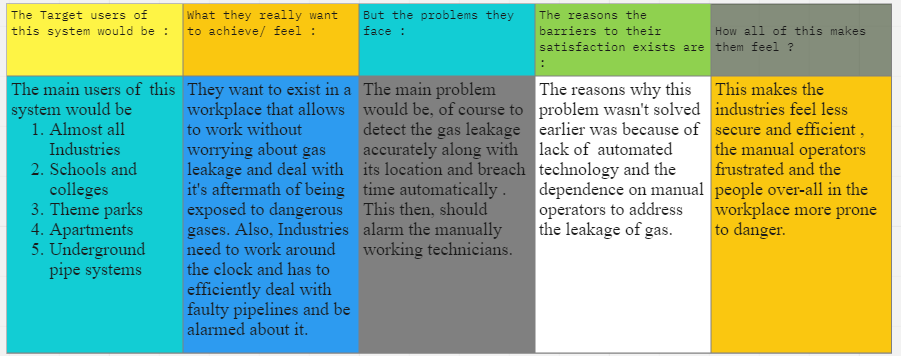 The Target users of
this system would be :
What they really want
to achieve/ feel :
But the problems they
face :
The reasons the
barriers to their
satisfaction exists are
:
How all of this makes
them feel ?
The main users of  this
system would be
1. Almost all
Industries
2. Schools and
colleges
3. Theme parks
4. Apartments
5. Underground
pipe systems
They want to exist in a
workplace that allows
to work without
worrying about gas
leakage and deal with
it's aftermath of being
exposed to dangerous
gases. Also, Industries
need to work around
the clock and has to
efficiently deal with
faulty pipelines and be
alarmed about it.
The main problem
would be, of course to
detect the gas leakage
accurately along with
its location and breach
time automatically .
This then, should
alarm the manually
working technicians.
The reasons why this
problem wasn't solved
earlier was because of
lack of  automated
technology and the
dependence on manual
operators to address
the leakage of gas.
This makes the
industries feel less
secure and efficient ,
the manual operators
frustrated and the
people over-all in the
workplace more prone
to danger.